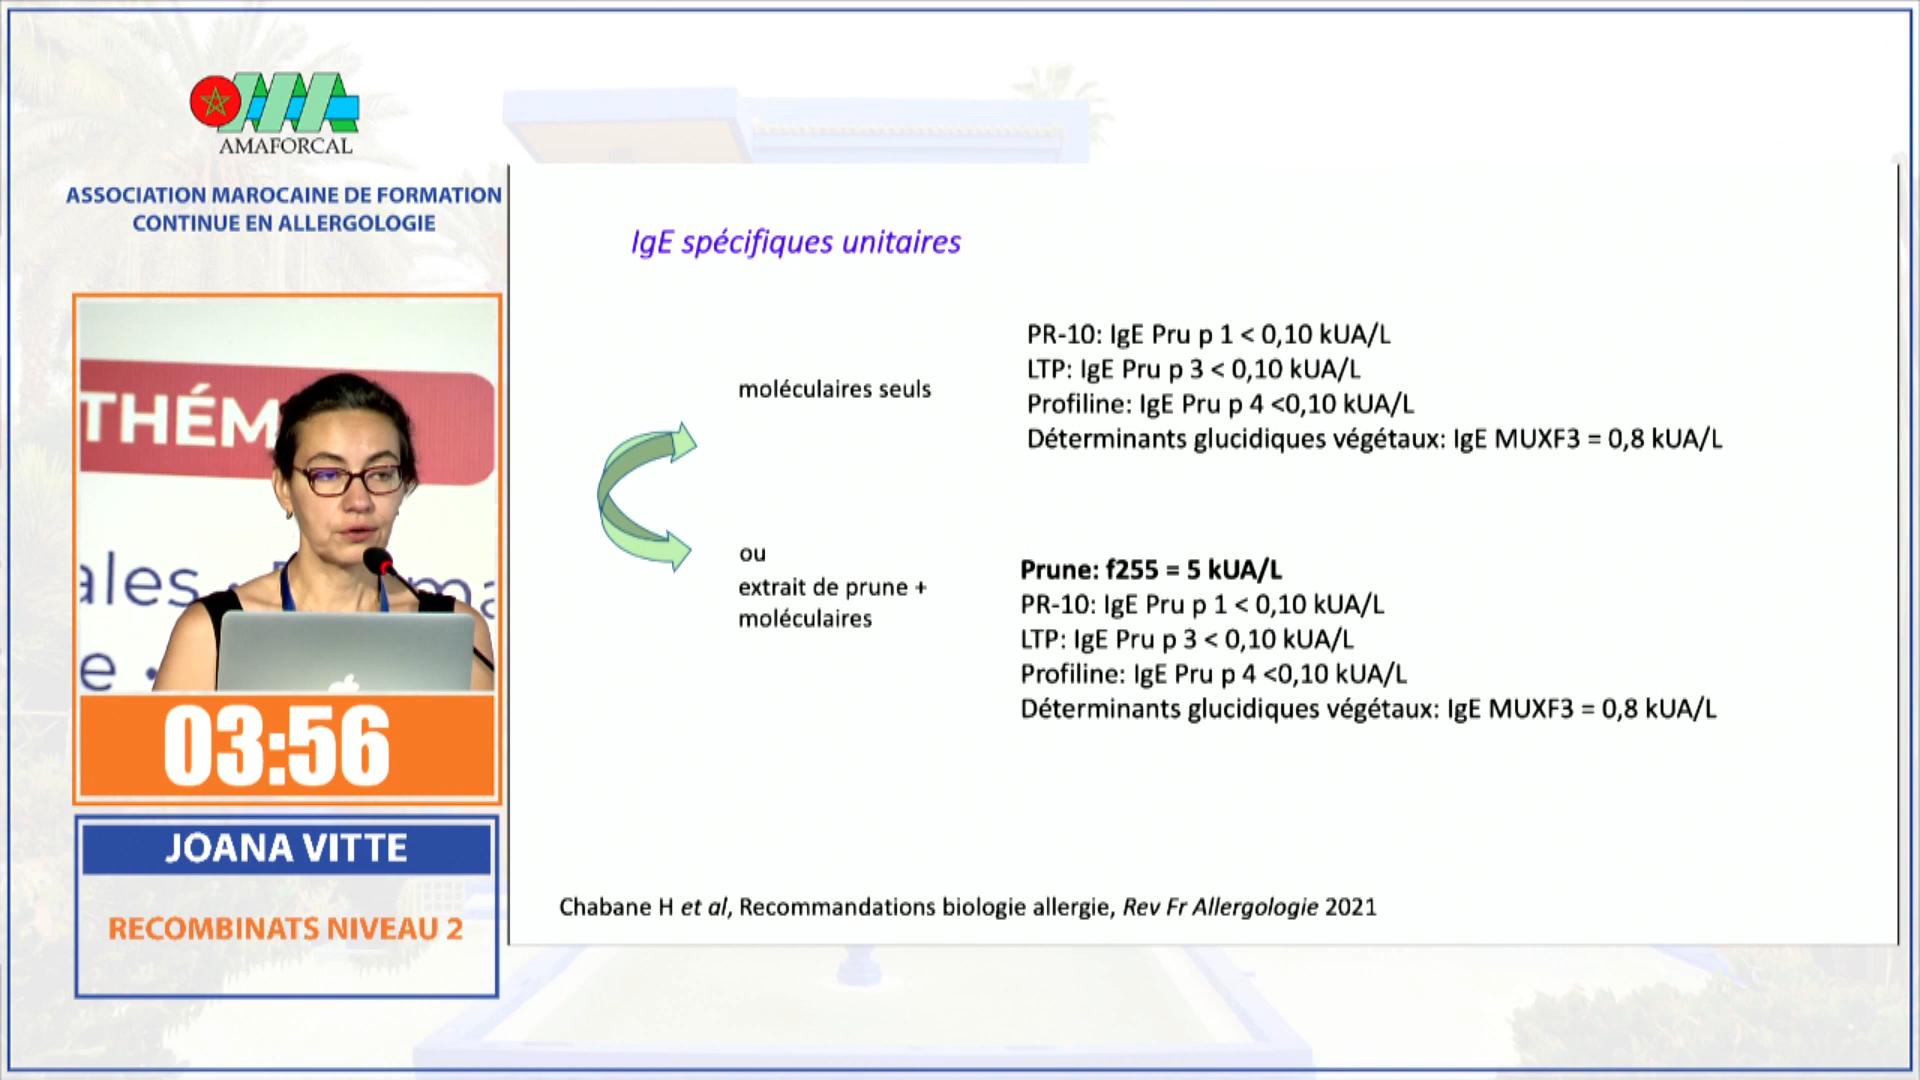 AMAFORCAL
ASSOCIATION MAROCAINE DE FORMATION
CONTINUE EN ALLERGOLOGIE
THÉM
ales
e •
03:56
JOANA VITTE
RECOMBINATS NIVEAU 2
IgE spécifiques unitaires
moléculaires seuls
PR-10: IgE Pru p 1 < 0,10 kUA/L
LTP: IgE Pru p 3 < 0,10 kUA/L
Profiline: IgE Pru p 4 <0,10 kUA/L
Déterminants glucidiques végétaux: IgE MUXF3 = 0,8 kUA/L
ou
extrait de prune +
moléculaires
Prune: f255 = 5 kUA/L
PR-10: IgE Pru p 1 < 0,10 kUA/L
LTP: IgE Pru p 3 < 0,10 kUA/L
Profiline: IgE Pru p 4 <0,10 kUA/L
Déterminants glucidiques végétaux: IgE MUXF3 = 0,8 kUA/L
Chabane H et al, Recommandations biologie allergie, Rev Fr Allergologie 2021